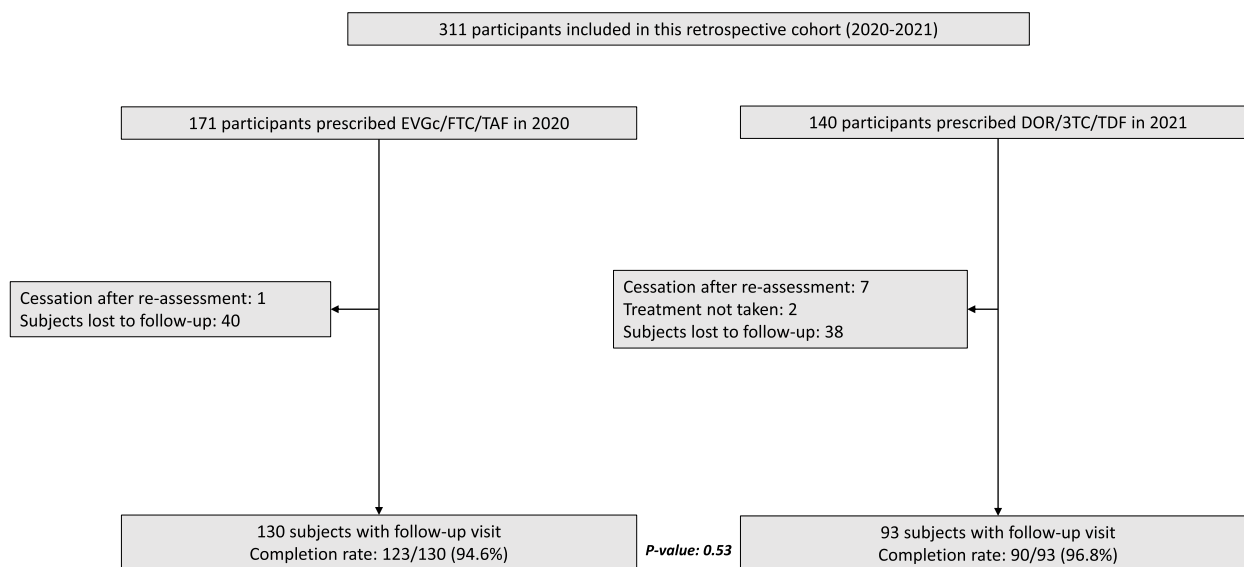 311 participants included in this retrospective cohort (2020-2021)
171 participants prescribed EVGc/FTC/TAF in 2020
140 participants prescribed DOR/3TC/TDF in 2021
Cessation after re-assessment: 1
Subjects lost to follow-up: 40
Cessation after re-assessment: 7
Treatment not taken: 2
Subjects lost to follow-up: 38
130 subjects with follow-up visit
Completion rate: 123/130 (94.6%)
P-value: 0.53
93 subjects with follow-up visit
Completion rate: 90/93 (96.8%)